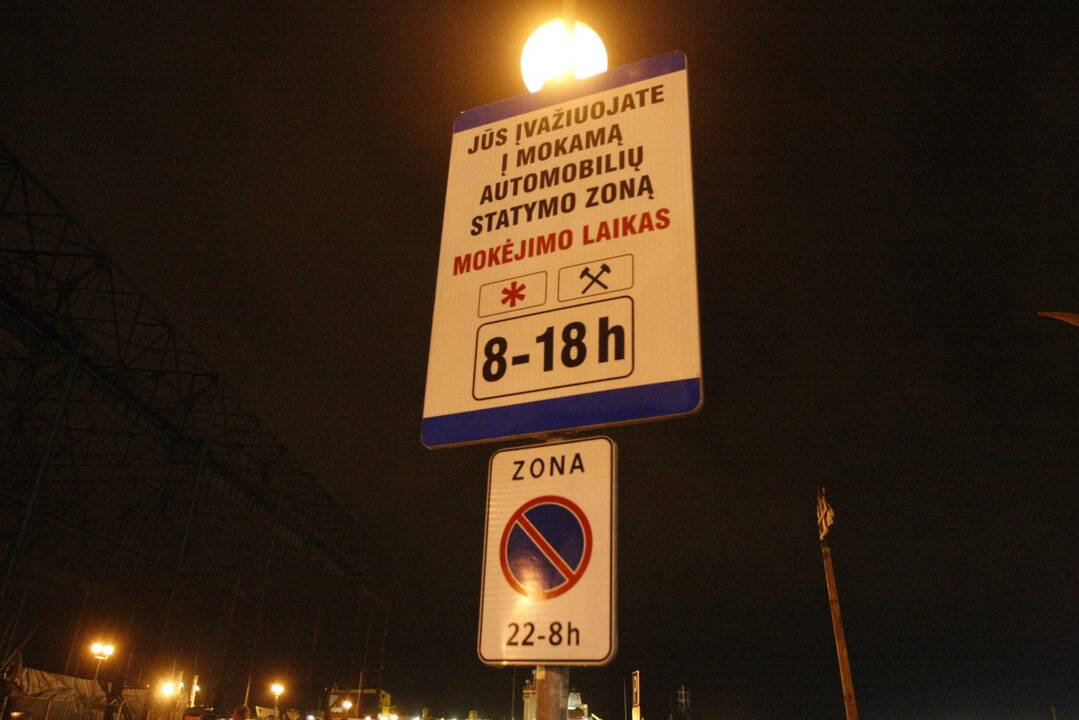 JŪS ĮVAŽIUOJATE
Į MOKAMĄ
AUTOMOBILIŲ
STATYMO ZONĄ
MOKĖJIMO LAIKAS
8-18 h
ZONA
22-8h